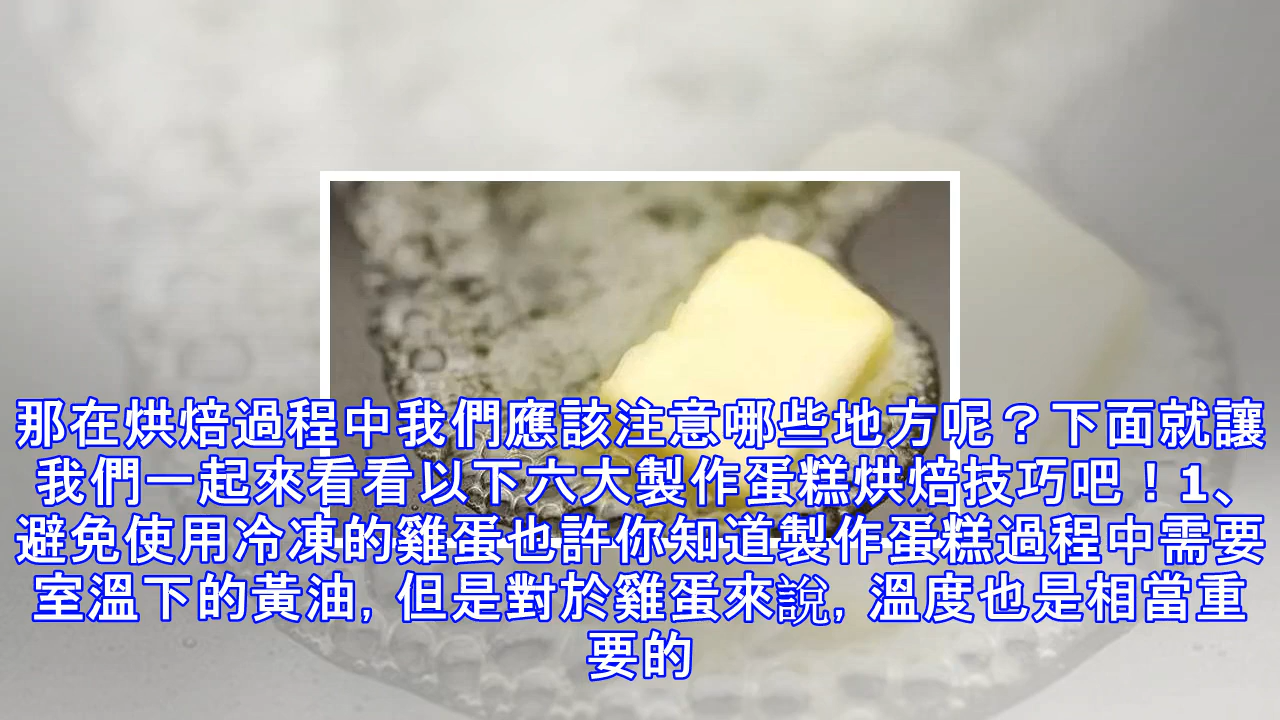 那在烘焙過程中我們應該注意哪些地方呢？下面就讓
我們一起來看看以下六大製作蛋糕烘焙技巧吧！1、
避免使用冷凍的雞蛋也許你知道製作蛋糕過程中需要
室溫下的黃油, 但是對於雞蛋來說, 溫度也是相當重
要的